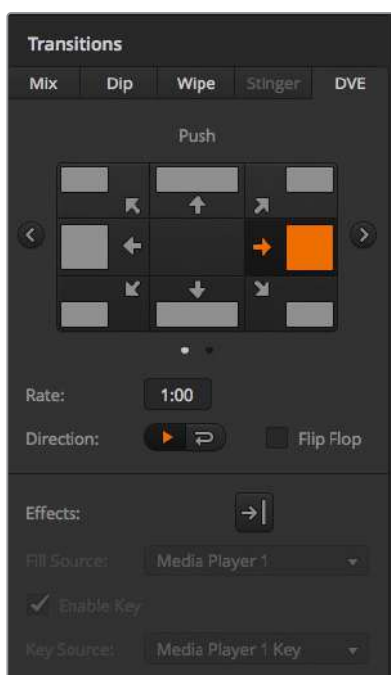 Transitions
Mix Dip Wipe Stinger DVE
Push
Rate: 1:00
Direction: Flip Flop
Effects:
Fill Source: Media Player 1
Enable Key
Key Source: Media Player 1 Key